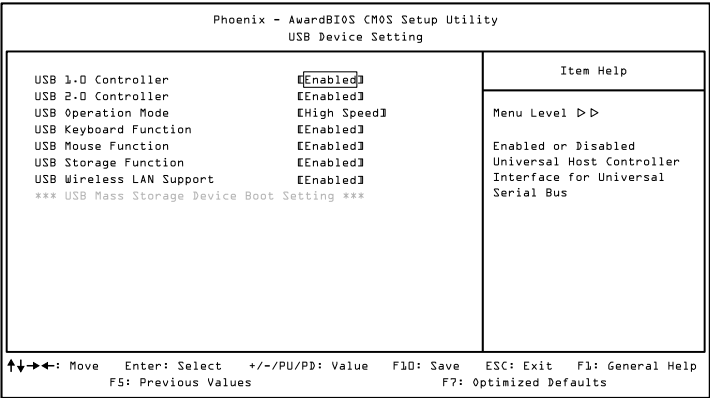 Phoenix - AwardBIOS CMOS Setup Utility
USB Device Setting
USB 1.0 Controller [Enabled]
USB 2.0 Controller [Enabled]
USB Operation Mode [High Speed]
USB Keyboard Function [Enabled]
USB Mouse Function [Enabled]
USB Storage Function [Enabled]
USB Wireless LAN Support [Enabled]
*** USB Mass Storage Device Boot Setting ***
Item Help
Menu Level ▷▷
Enabled or Disabled
Universal Host Controller
Interface for Universal
Serial Bus
↑↓→←: Move Enter: Select +/-/PU/PD: Value F10: Save ESC: Exit F1: General Help
F5: Previous Values F7: Optimized Defaults